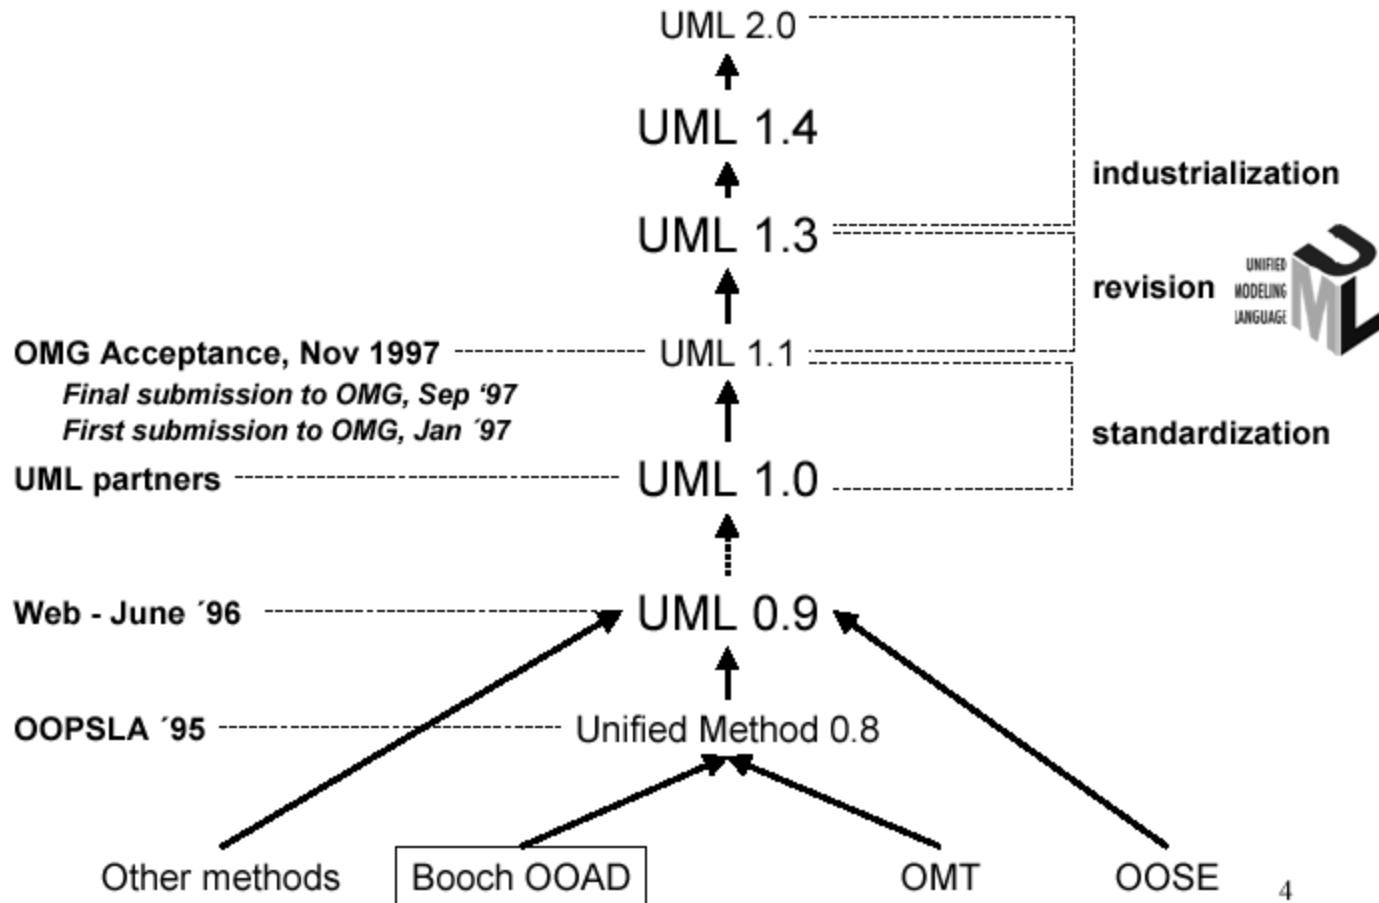 UML 2.0
UML 1.4
industrialization
UML 1.3
UNIFIED
MODELING
LANGUAGE
UML
revision
OMG Acceptance, Nov 1997
UML 1.1
Final submission to OMG, Sep ‘97
First submission to OMG, Jan ´97
standardization
UML partners
UML 1.0
Web - June ´96
UML 0.9
OOPSLA ´95
Unified Method 0.8
Other methods
Booch OOAD
OMT
OOSE
4